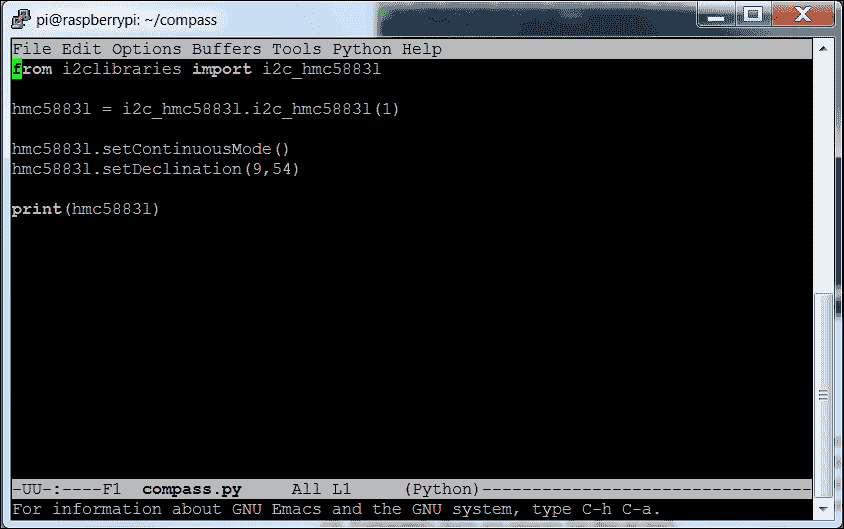 pi@raspberrypi: ~/compass
File Edit Options Buffers Tools Python Help
from i2clibraries import i2c_hmc5883l
hmc5883l = i2c_hmc5883l.i2c_hmc5883l(1)
hmc5883l.setContinuousMode()
hmc5883l.setDeclination(9,54)
print(hmc5883l)
-UU-:----F1  compass.py     All L1     (Python)---------------------------------
For information about GNU Emacs and the GNU system, type C-h C-a.